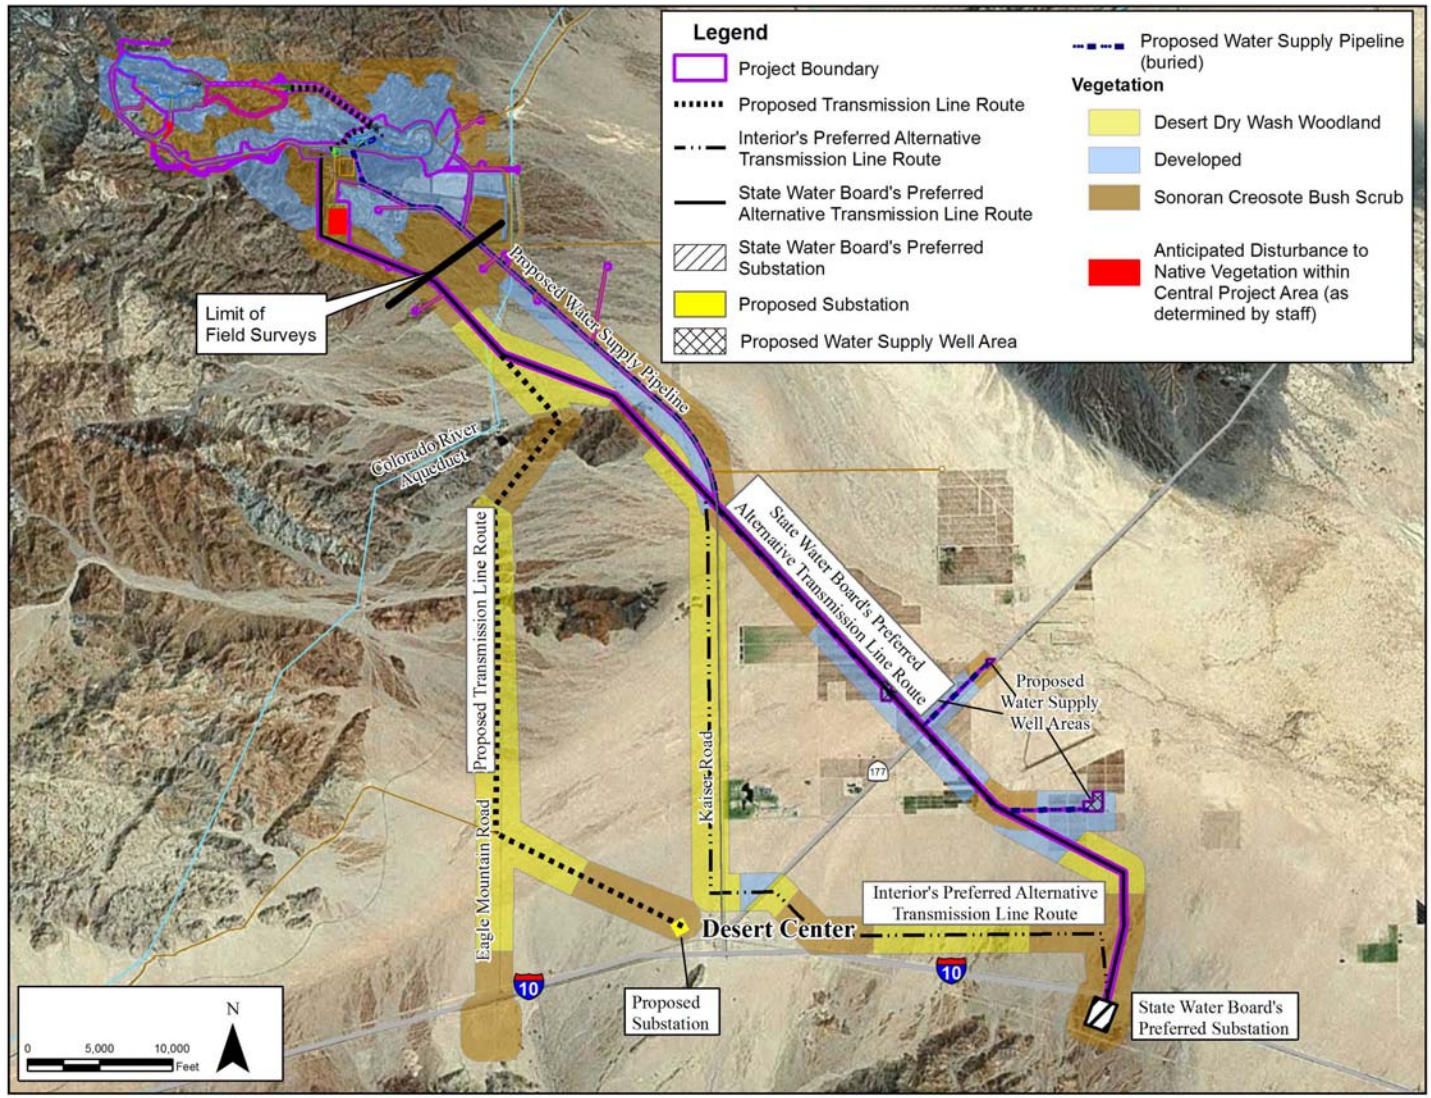 Legend
Project Boundary
Proposed Transmission Line Route
Interior's Preferred Alternative
Transmission Line Route
State Water Board's Preferred
Alternative Transmission Line Route
State Water Board's Preferred
Substation
Proposed Substation
Proposed Water Supply Well Area
Proposed Water Supply Pipeline
(buried)
Vegetation
Desert Dry Wash Woodland
Developed
Sonoran Creosote Bush Scrub
Anticipated Disturbance to
Native Vegetation within
Central Project Area (as
determined by staff)
Limit of
Field Surveys
Proposed Water Supply Pipeline
Colorado River
Aqueduct
Proposed Transmission Line Route
State Water Board's Preferred
Alternative Transmission Line Route
Proposed
Water Supply
Well Areas
177
Kaiser Road
Eagle Mountain Road
Interior's Preferred Alternative
Transmission Line Route
Desert Center
10
10
Proposed
Substation
State Water Board's
Preferred Substation
N
0 5,000 10,000
Feet